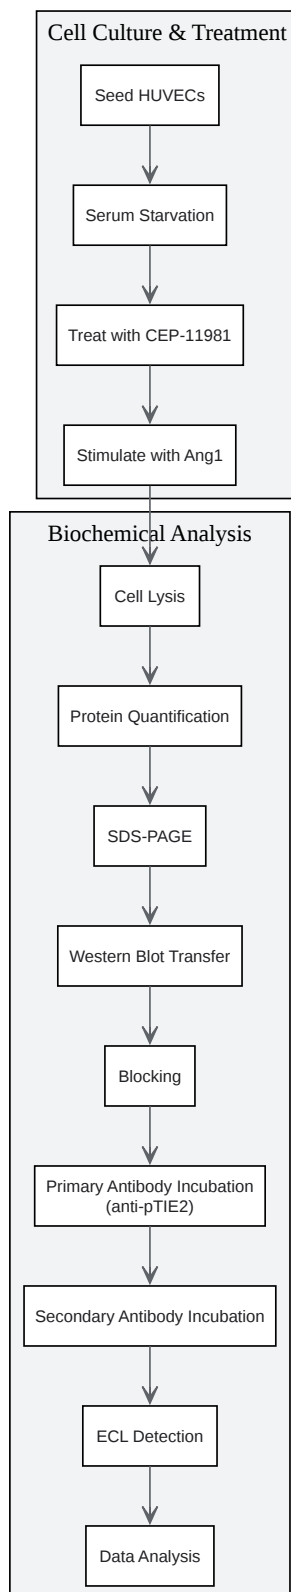 Cell Culture & Treatment
Seed HUVECs
Serum Starvation
Treat with CEP-11981
Stimulate with Ang1
Biochemical Analysis
Cell Lysis
Protein Quantification
SDS-PAGE
Western Blot Transfer
Blocking
Primary Antibody Incubation
(anti-pTIE2)
Secondary Antibody Incubation
ECL Detection
Data Analysis